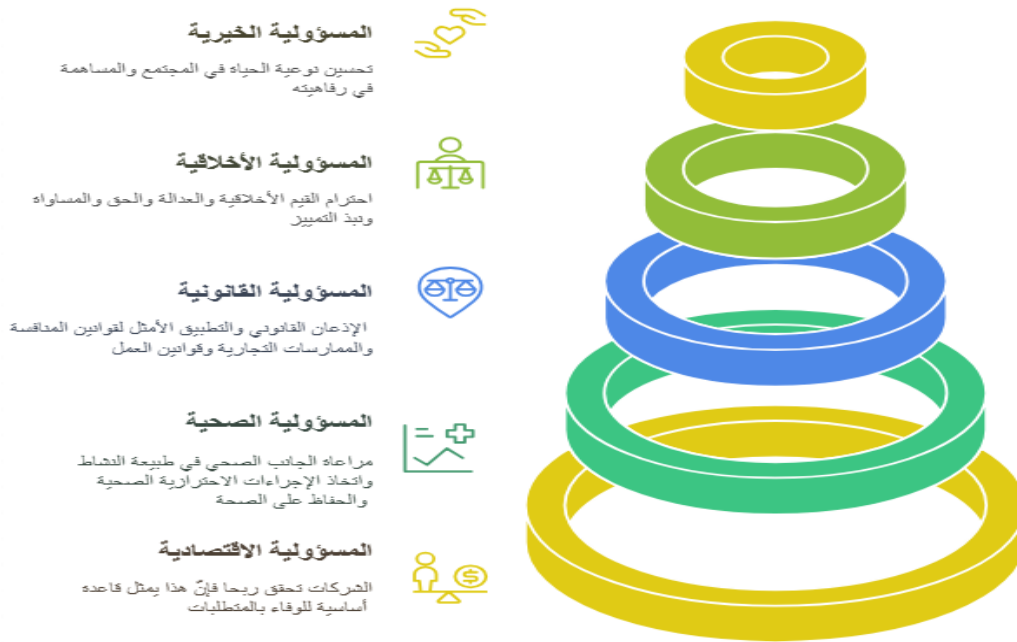 المسؤولية الخيرية
تحسين نوعية الحياة في المجتمع والمساهمة
في رفاهيته
المسؤولية الأخلاقية
احترام القيم الأخلاقية والعدالة والحق والمساواة
ونبذ التمييز
المسؤولية القانونية
الإذعان القانوني والتطبيق الأمثل لقوانين المنافسة
والممارسات التجارية وقوانين العمل
المسؤولية الصحية
مراعاة الجانب الصحي في طبيعة النشاط
واتخاذ الإجراءات الاحترازية الصحية
والحفاظ على الصحة
المسؤولية الاقتصادية
الشركات تحقق ربحا فإنّ هذا يمثل قاعدة
أساسية للوفاء بالمتطلبات
$